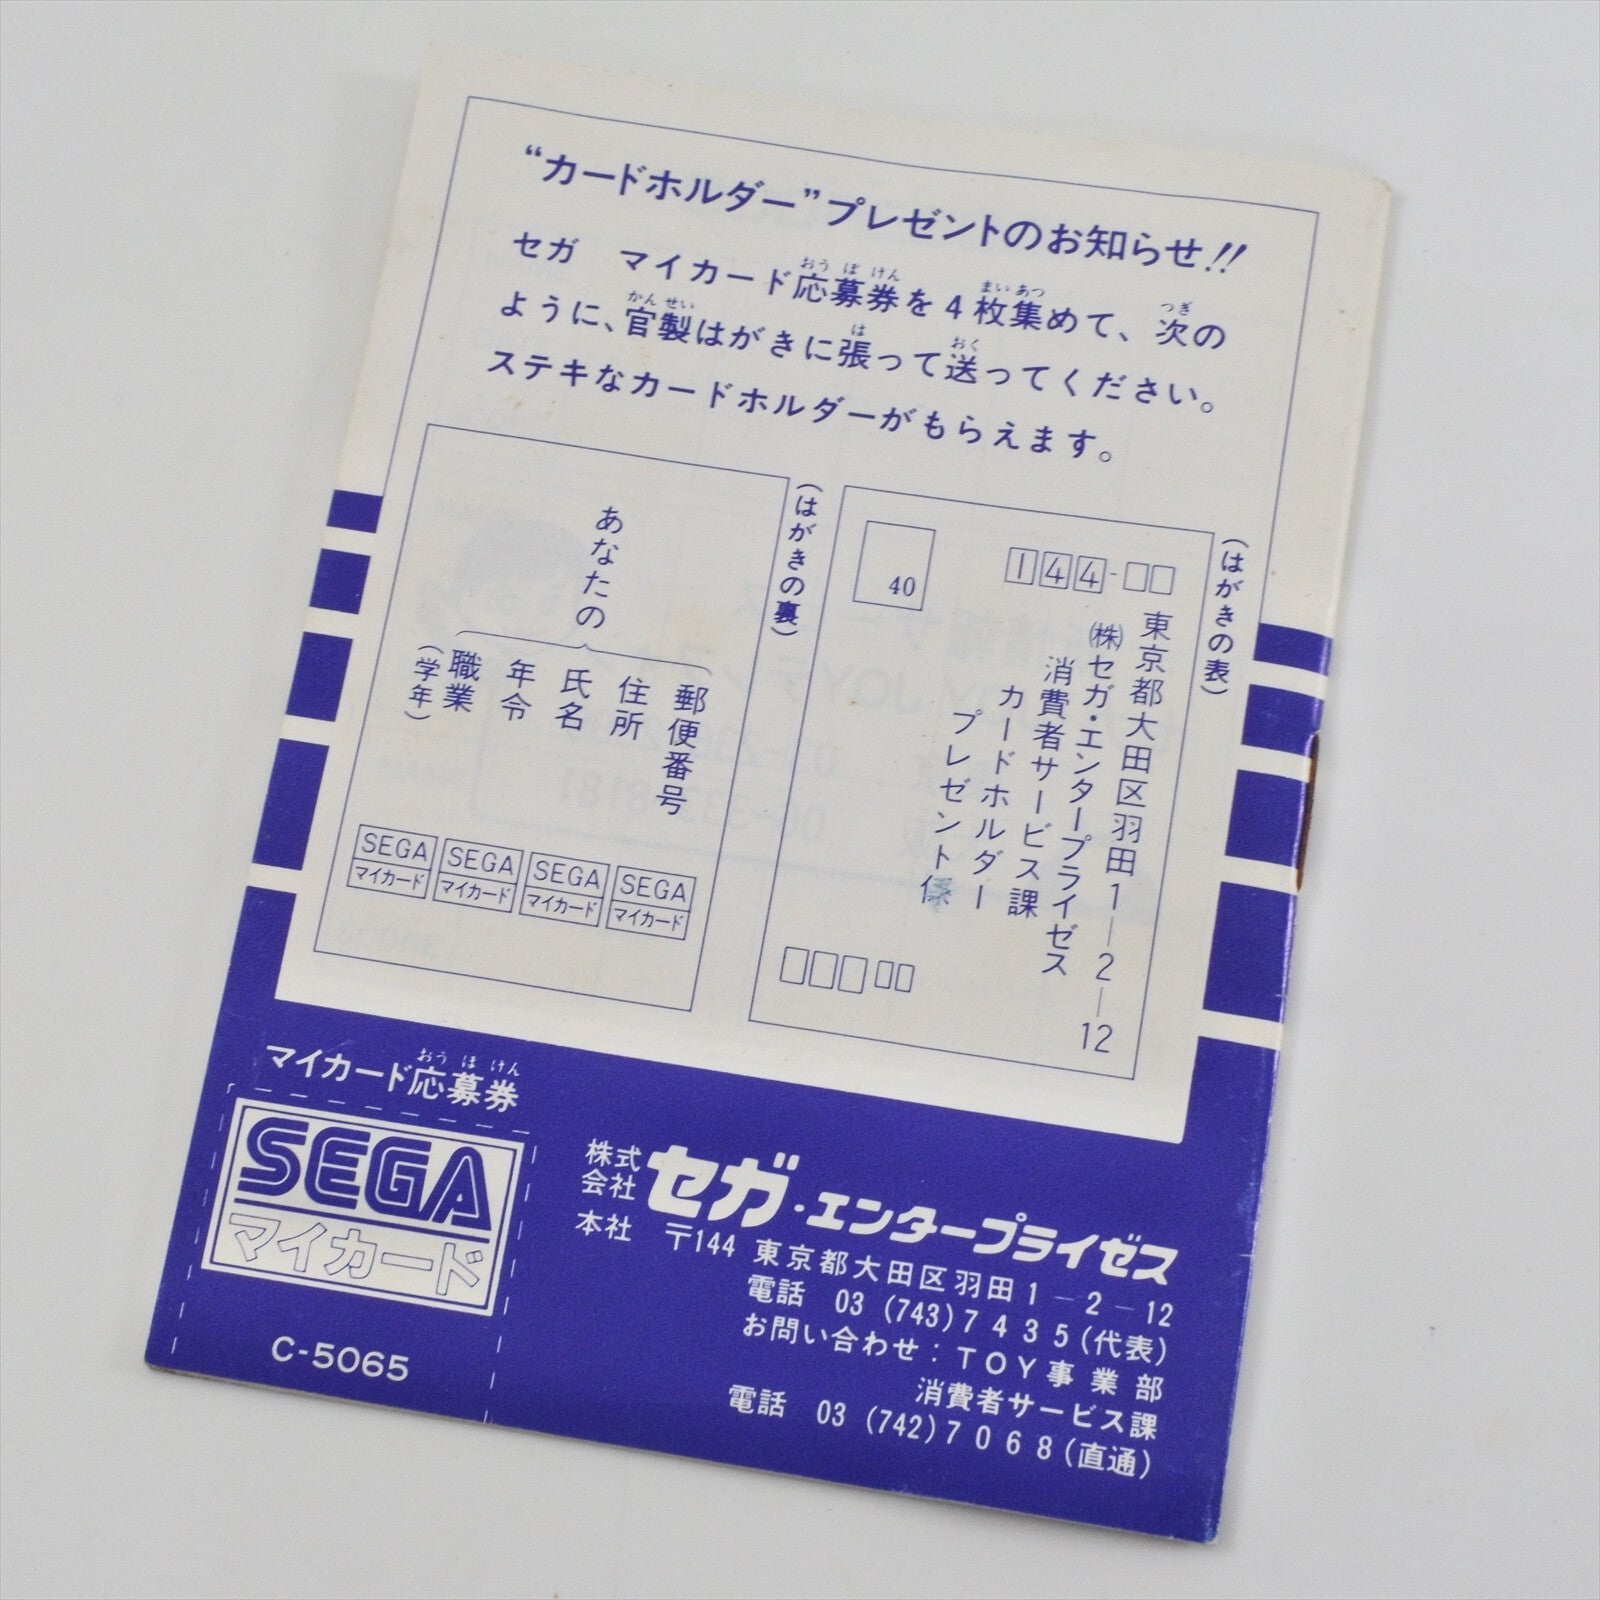 “カードホルダー”プレゼントのお知らせ!!
セガ マイカード応募券を4枚集めて、次の
ように、官製はがきに張って送ってください。
ステキなカードホルダーがもらえます。
(はがきの表)
40
144-
東京都大田区羽田1−2−12
(株)セガ・エンタープライゼス
消費者サービス課
カードホルダー
プレゼント係
(はがきの裏)
あなたの
郵便番号
住所
氏名
年令
職業
(学年)
SEGA
マイカード
SEGA
マイカード
SEGA
マイカード
SEGA
マイカード
マイカード応募券
SEGA
マイカード
C-5065
株式会社 セガ・エンタープライゼス
本社 〒144 東京都大田区羽田1−2−12
電話 03 (743) 7435 (代表)
お問い合わせ：TOY事業部
消費者サービス課
電話 03 (742) 7068 (直通)